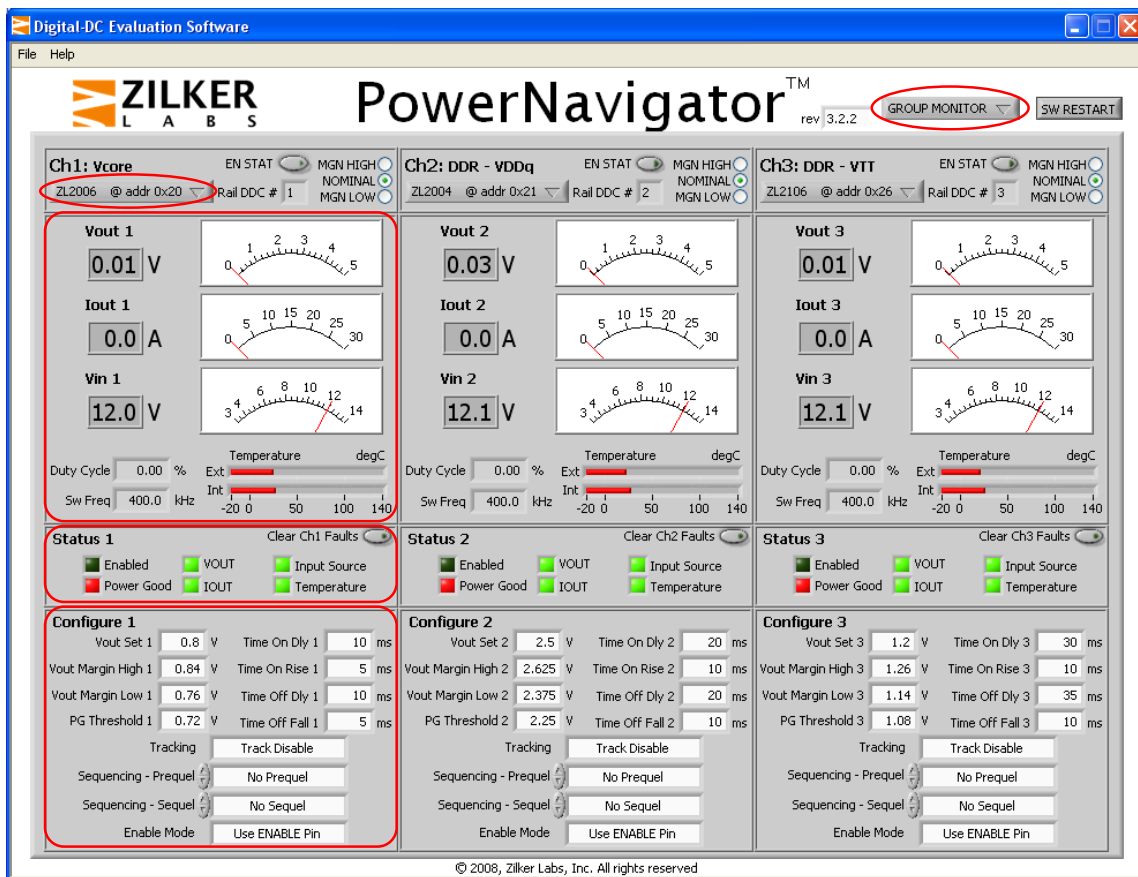 Digital-DC Evaluation Software
File Help
ZILKER
LABS
PowerNavigator™
rev 3.2.2
GROUP MONITOR
SW RESTART
Ch1: Vcore
EN STAT
MGN HIGH
NOMINAL
MGN LOW
ZL2006 @ addr 0x20
Rail DDC # 1
Vout 1
0.01 V
0 1 2 3 4 5
Iout 1
0.0 A
0 5 10 15 20 25 30
Vin 1
12.0 V
3 4 6 8 10 12 14
Duty Cycle 0.00 %
Sw Freq 400.0 kHz
Temperature degC
Ext
Int
-20 0 50 100 140
Status 1
Clear Ch1 Faults
Enabled VOUT Input Source
Power Good IOUT Temperature
Configure 1
Vout Set 1 0.8 V Time On Dly 1 10 ms
Vout Margin High 1 0.84 V Time On Rise 1 5 ms
Vout Margin Low 1 0.76 V Time Off Dly 1 10 ms
PG Threshold 1 0.72 V Time Off Fall 1 5 ms
Tracking Track Disable
Sequencing - Prequel No Prequel
Sequencing - Sequel No Sequel
Enable Mode Use ENABLE Pin
Ch2: DDR - VDDq
EN STAT
MGN HIGH
NOMINAL
MGN LOW
ZL2004 @ addr 0x21
Rail DDC # 2
Vout 2
0.03 V
0 1 2 3 4 5
Iout 2
0.0 A
0 5 10 15 20 25 30
Vin 2
12.1 V
3 4 6 8 10 12 14
Duty Cycle 0.00 %
Sw Freq 400.0 kHz
Temperature degC
Ext
Int
-20 0 50 100 140
Status 2
Clear Ch2 Faults
Enabled VOUT Input Source
Power Good IOUT Temperature
Configure 2
Vout Set 2 2.5 V Time On Dly 2 20 ms
Vout Margin High 2 2.625 V Time On Rise 2 10 ms
Vout Margin Low 2 2.375 V Time Off Dly 2 20 ms
PG Threshold 2 2.25 V Time Off Fall 2 10 ms
Tracking Track Disable
Sequencing - Prequel No Prequel
Sequencing - Sequel No Sequel
Enable Mode Use ENABLE Pin
Ch3: DDR - VTT
EN STAT
MGN HIGH
NOMINAL
MGN LOW
ZL2106 @ addr 0x26
Rail DDC # 3
Vout 3
0.01 V
0 1 2 3 4 5
Iout 3
0.0 A
0 5 10 15 20 25 30
Vin 3
12.1 V
3 4 6 8 10 12 14
Duty Cycle 0.00 %
Sw Freq 400.0 kHz
Temperature degC
Ext
Int
-20 0 50 100 140
Status 3
Clear Ch3 Faults
Enabled VOUT Input Source
Power Good IOUT Temperature
Configure 3
Vout Set 3 1.2 V Time On Dly 3 30 ms
Vout Margin High 3 1.26 V Time On Rise 3 10 ms
Vout Margin Low 3 1.14 V Time Off Dly 3 35 ms
PG Threshold 3 1.08 V Time Off Fall 3 10 ms
Tracking Track Disable
Sequencing - Prequel No Prequel
Sequencing - Sequel No Sequel
Enable Mode Use ENABLE Pin
© 2008, Zilker Labs, Inc. All rights reserved